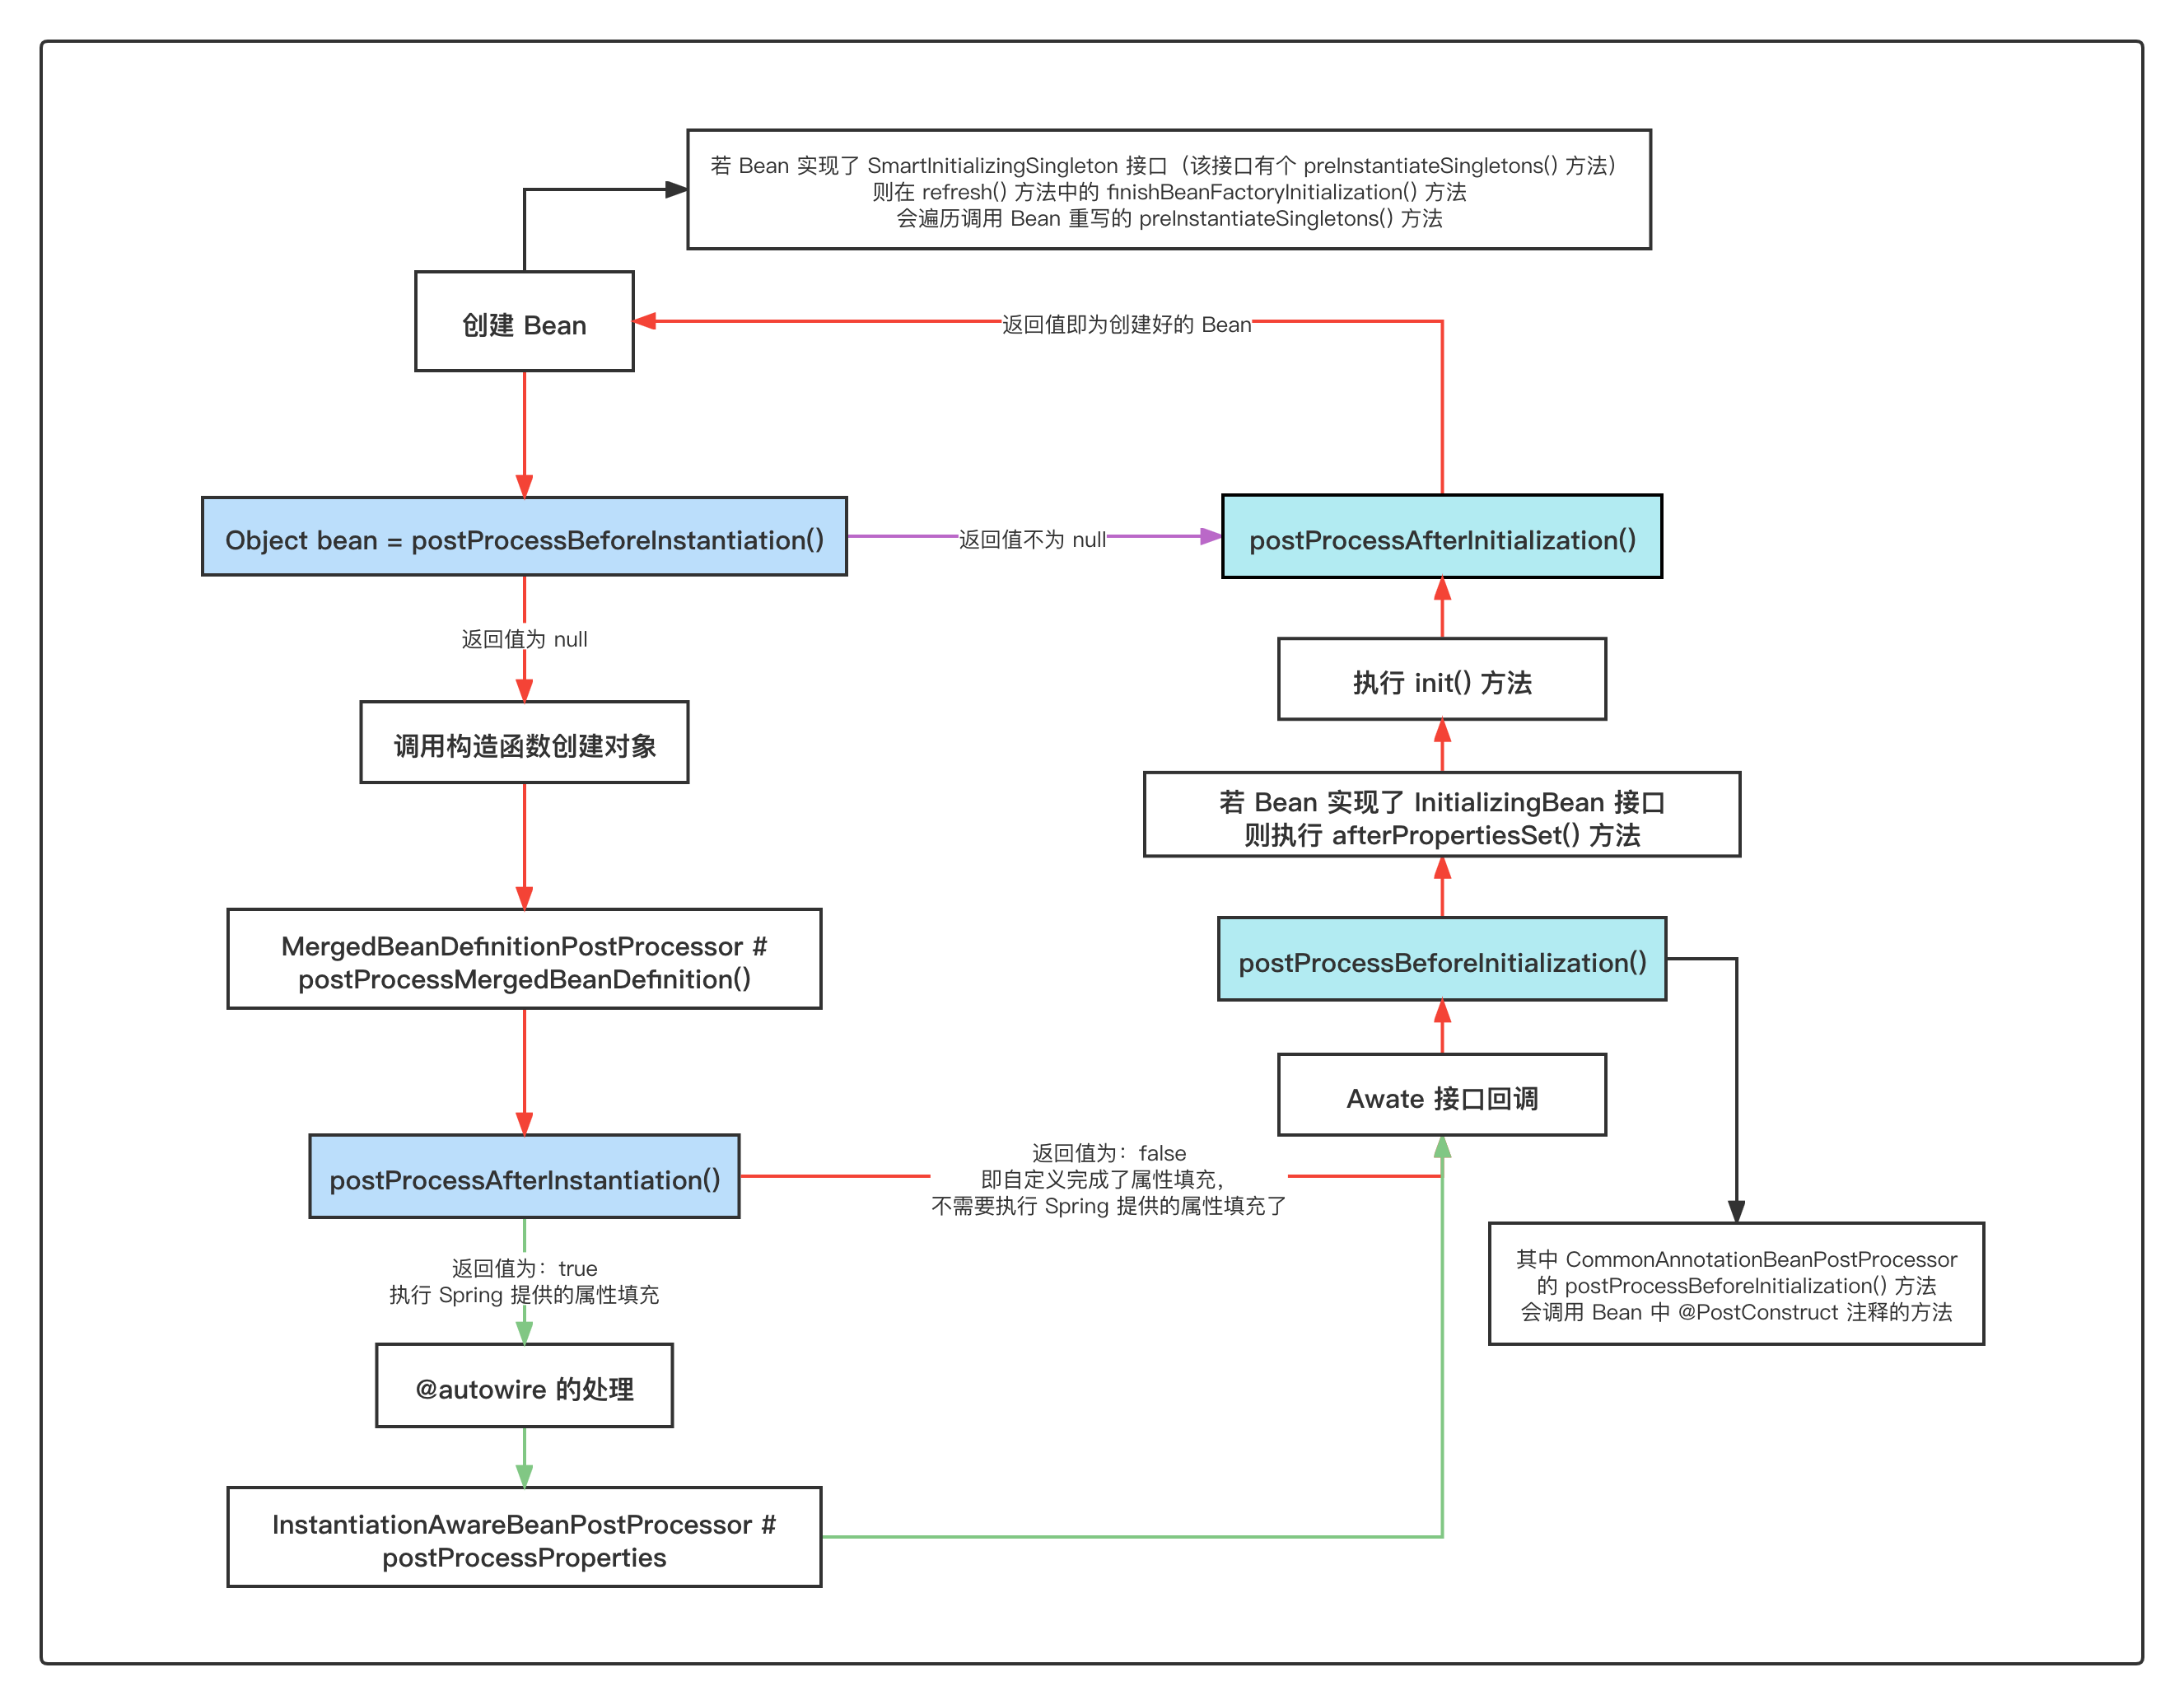 若 Bean 实现了 SmartInitializingSingleton 接口（该接口有个 preInstantiateSingletons() 方法）
则在 refresh() 方法中的 finishBeanFactoryInitialization() 方法
会遍历调用 Bean 重写的 preInstantiateSingletons() 方法
创建 Bean
返回值即为创建好的 Bean
Object bean = postProcessBeforeInstantiation()
返回值不为 null
postProcessAfterInitialization()
返回值为 null
执行 init() 方法
调用构造函数创建对象
若 Bean 实现了 InitializingBean 接口
则执行 afterPropertiesSet() 方法
MergedBeanDefinitionPostProcessor #
postProcessMergedBeanDefinition()
postProcessBeforeInitialization()
Awate 接口回调
postProcessAfterInstantiation()
返回值为：false
即自定义完成了属性填充，
不需要执行 Spring 提供的属性填充了
返回值为：true
执行 Spring 提供的属性填充
其中 CommonAnnotationBeanPostProcessor
的 postProcessBeforeInitialization() 方法
会调用 Bean 中 @PostConstruct 注释的方法
@autowire 的处理
InstantiationAwareBeanPostProcessor #
postProcessProperties